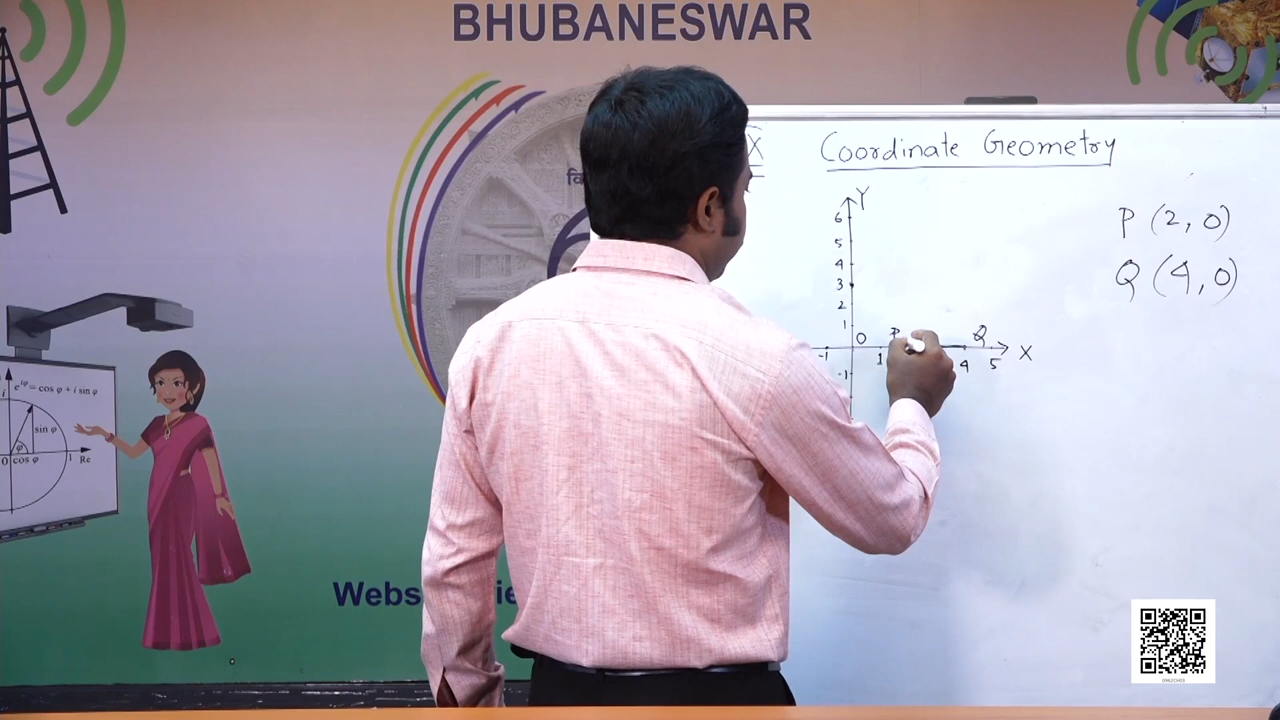 BHUBANESWAR
वि
X Coordinate Geometry
Y
6
5
4
3
2
1
O P Q
-1 1 4 5 X
-1
P (2, 0)
Q (4, 0)
i e^{iφ} = cos φ + i sin φ
sin φ
φ
0 cos φ 1 Re
Webs